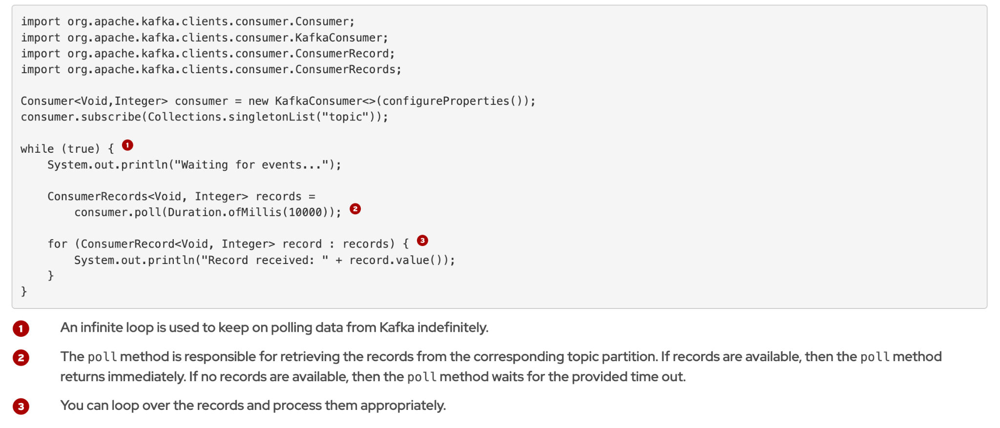 import org.apache.kafka.clients.consumer.Consumer;
import org.apache.kafka.clients.consumer.KafkaConsumer;
import org.apache.kafka.clients.consumer.ConsumerRecord;
import org.apache.kafka.clients.consumer.ConsumerRecords;

Consumer<Void,Integer> consumer = new KafkaConsumer<>(configureProperties());
consumer.subscribe(Collections.singletonList("topic"));

while (true) { 1
    System.out.println("Waiting for events...");

    ConsumerRecords<Void, Integer> records =
        consumer.poll(Duration.ofMillis(10000)); 2

    for (ConsumerRecord<Void, Integer> record : records) { 3
        System.out.println("Record received: " + record.value());
    }
}
1 An infinite loop is used to keep on polling data from Kafka indefinitely.
2 The poll method is responsible for retrieving the records from the corresponding topic partition. If records are available, then the poll method
returns immediately. If no records are available, then the poll method waits for the provided time out.
3 You can loop over the records and process them appropriately.